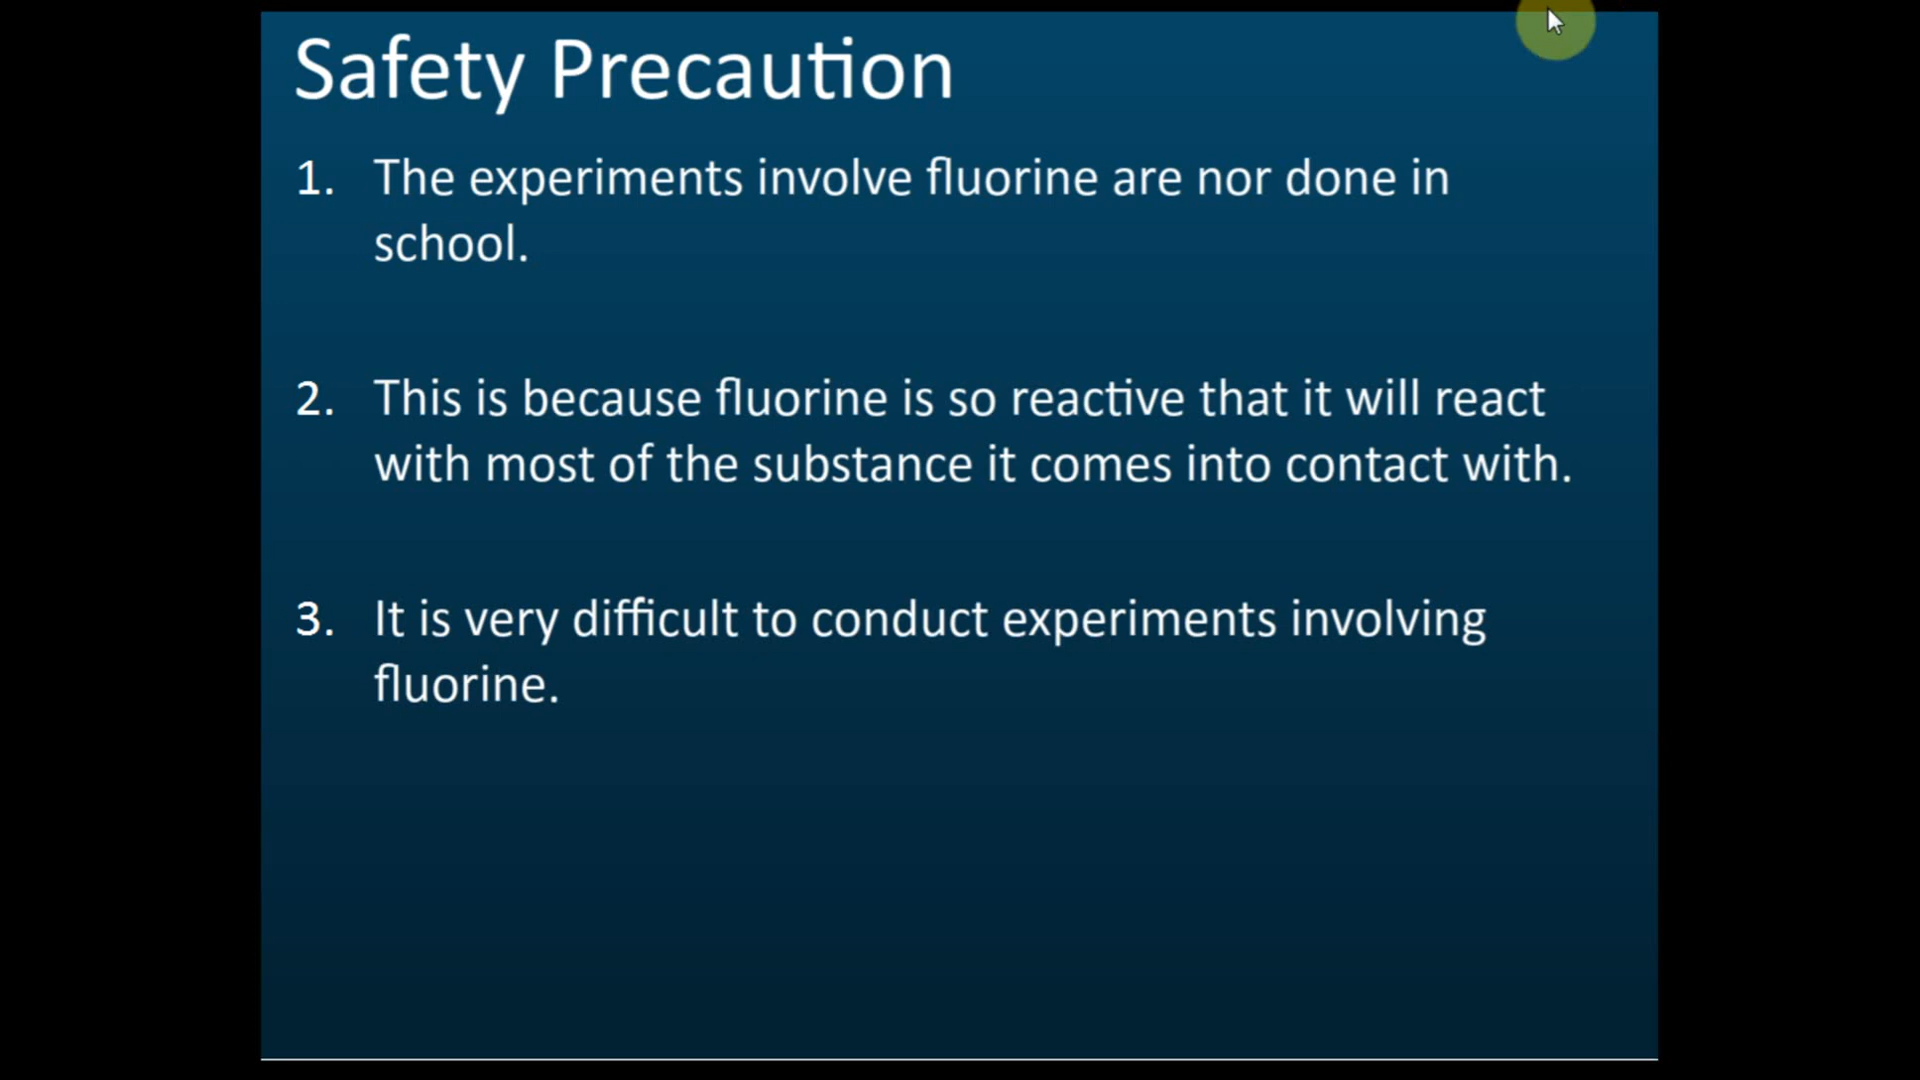 Safety Precaution
1. The experiments involve fluorine are nor done in
school.
2. This is because fluorine is so reactive that it will react
with most of the substance it comes into contact with.
3. It is very difficult to conduct experiments involving
fluorine.